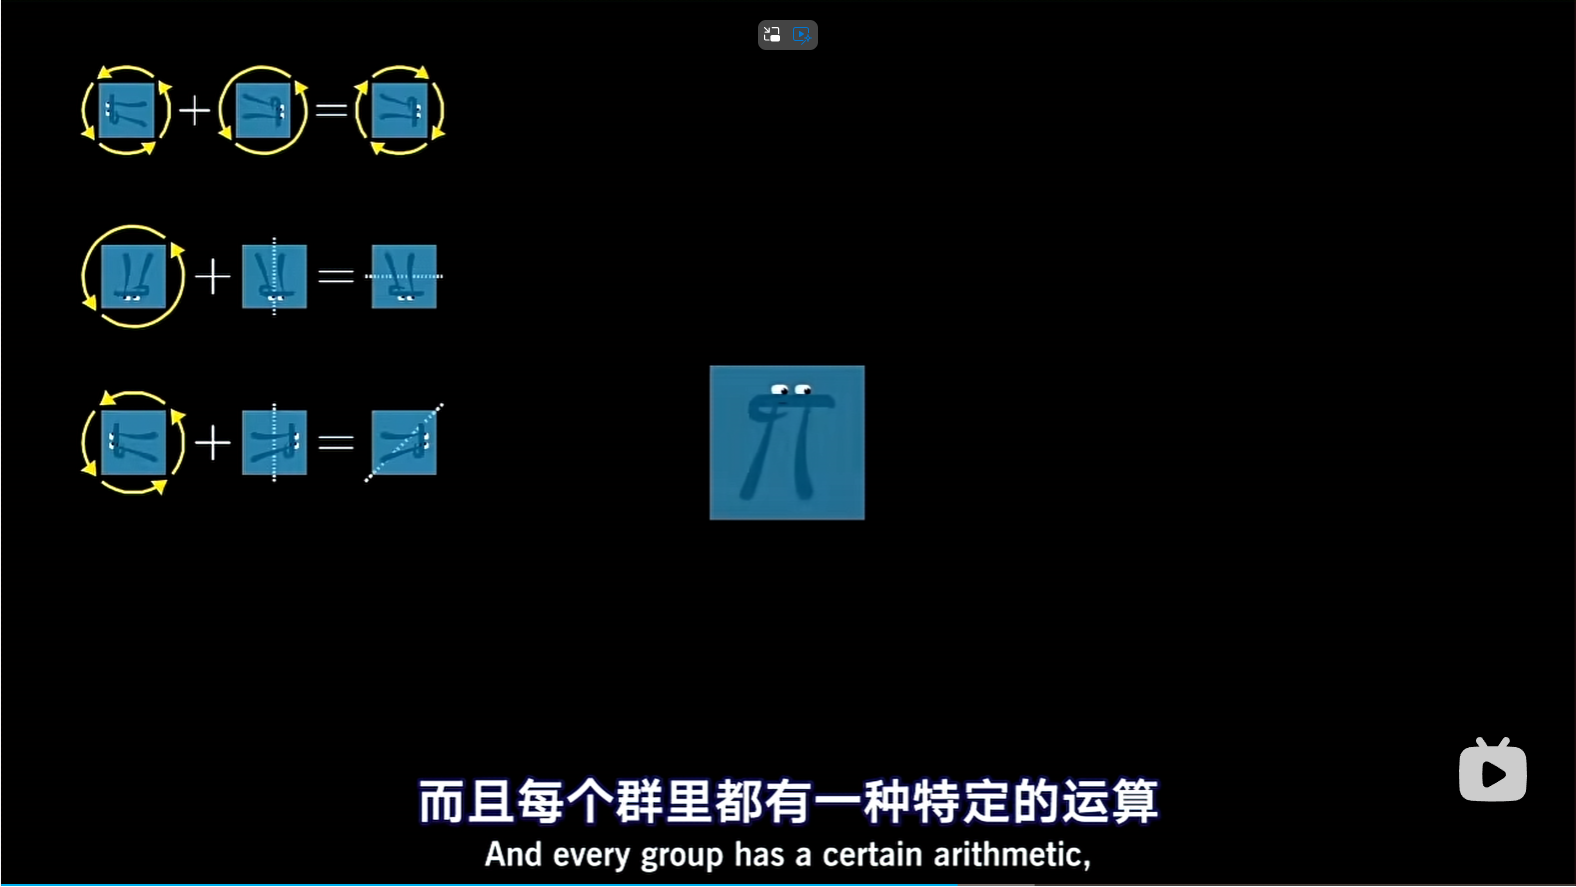 + =
+ =
+ =
π
而且每个群里都有一种特定的运算
And every group has a certain arithmetic,